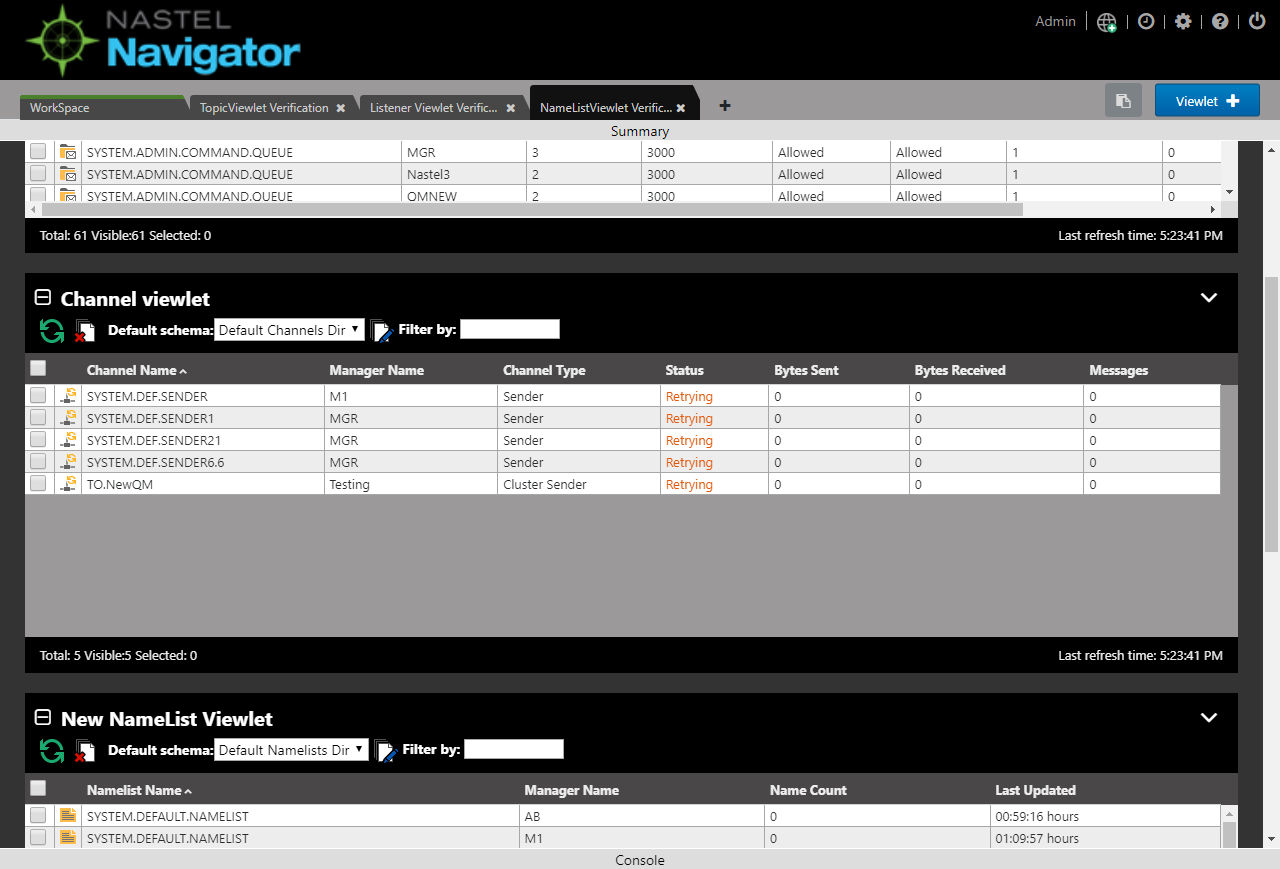 NASTEL
Navigator
Admin
WorkSpace TopicViewlet Verification Listener Viewlet Verific... NameListViewlet Verific... Viewlet
Summary
SYSTEM.ADMIN.COMMAND.QUEUE MGR 3 3000 Allowed Allowed 1 0
SYSTEM.ADMIN.COMMAND.QUEUE Nastel3 2 3000 Allowed Allowed 1 0
SYSTEM.ADMIN.COMMAND.QUEUE QMNEW 2 3000 Allowed Allowed 1 0
Total: 61 Visible:61 Selected: 0 Last refresh time: 5:23:41 PM
Channel viewlet
Default schema: Default Channels Dir Filter by:
Channel Name Manager Name Channel Type Status Bytes Sent Bytes Received Messages
SYSTEM.DEF.SENDER M1 Sender Retrying 0 0 0
SYSTEM.DEF.SENDER1 MGR Sender Retrying 0 0 0
SYSTEM.DEF.SENDER21 MGR Sender Retrying 0 0 0
SYSTEM.DEF.SENDER6.6 MGR Sender Retrying 0 0 0
TO.NewQM Testing Cluster Sender Retrying 0 0 0
Total: 5 Visible:5 Selected: 0 Last refresh time: 5:23:41 PM
New NameList Viewlet
Default schema: Default Namelists Dir Filter by:
Namelist Name Manager Name Name Count Last Updated
SYSTEM.DEFAULT.NAMELIST AB 0 00:59:16 hours
SYSTEM.DEFAULT.NAMELIST M1 0 01:09:57 hours
Console